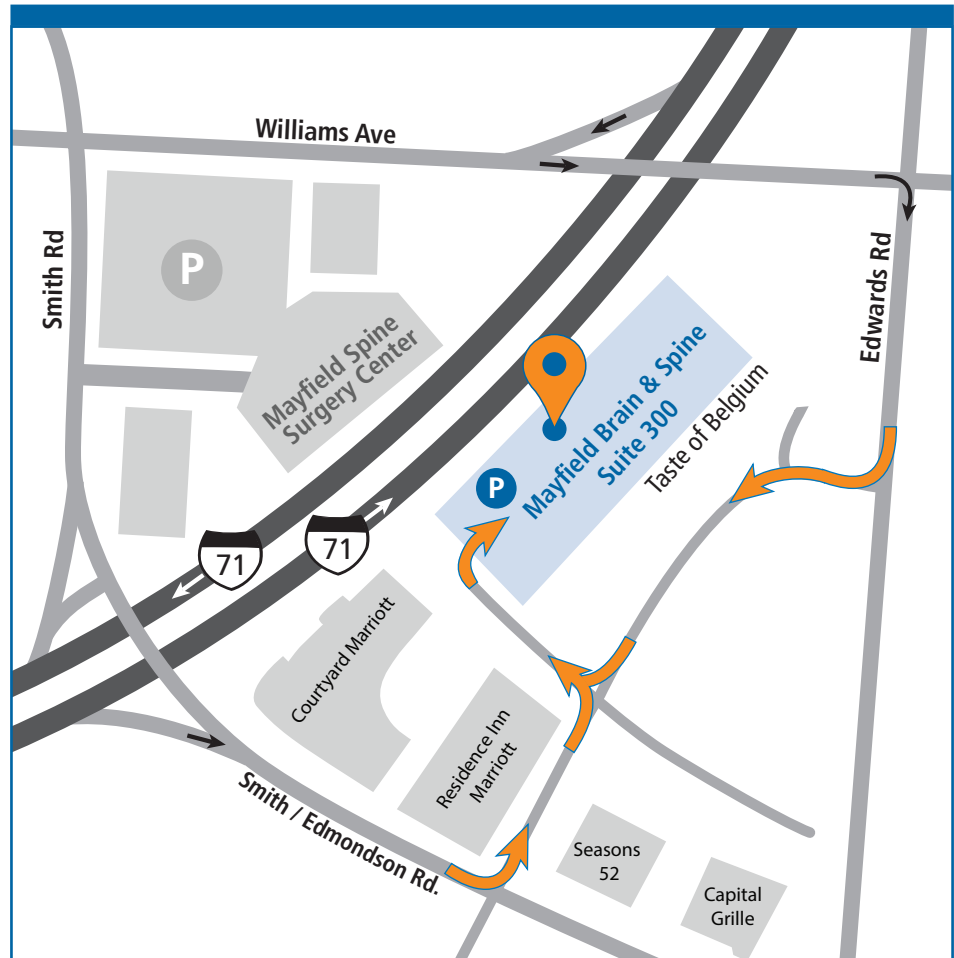 Williams Ave
Smith Rd
P
Edwards Rd
Mayfield Spine
Surgery Center
Mayfield Brain & Spine
Suite 300
Taste of Belgium
P
71
71
Courtyard Marriott
Residence Inn
Marriott
Smith / Edmondson Rd.
Seasons
52
Capital
Grille